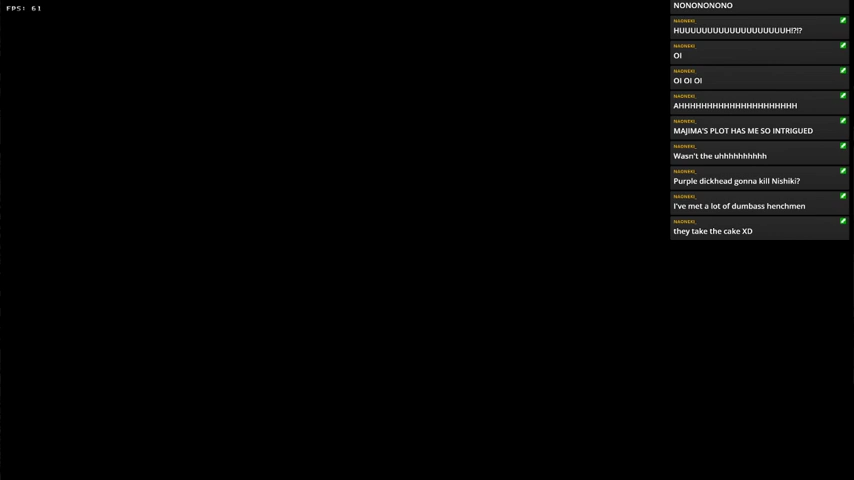 FPS: 61
NONONONONO
NAONEKI_
HUUUUUUUUUUUUUUUUUUUH!?!?
NAONEKI_
OI
NAONEKI_
OI OI OI
NAONEKI_
AHHHHHHHHHHHHHHHHHHHH
NAONEKI_
MAJIMA'S PLOT HAS ME SO INTRIGUED
NAONEKI_
Wasn't the uhhhhhhhhh
NAONEKI_
Purple dickhead gonna kill Nishiki?
NAONEKI_
I've met a lot of dumbass henchmen
NAONEKI_
they take the cake XD